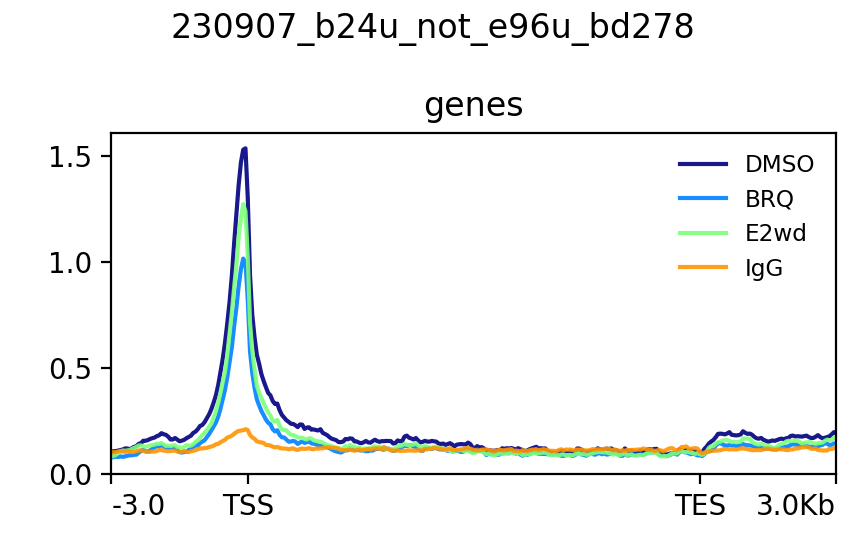 230907_b24u_not_e96u_bd278
genes
1.5
1.0
0.5
0.0
DMSO
BRQ
E2wd
IgG
-3.0 TSS TES 3.0Kb